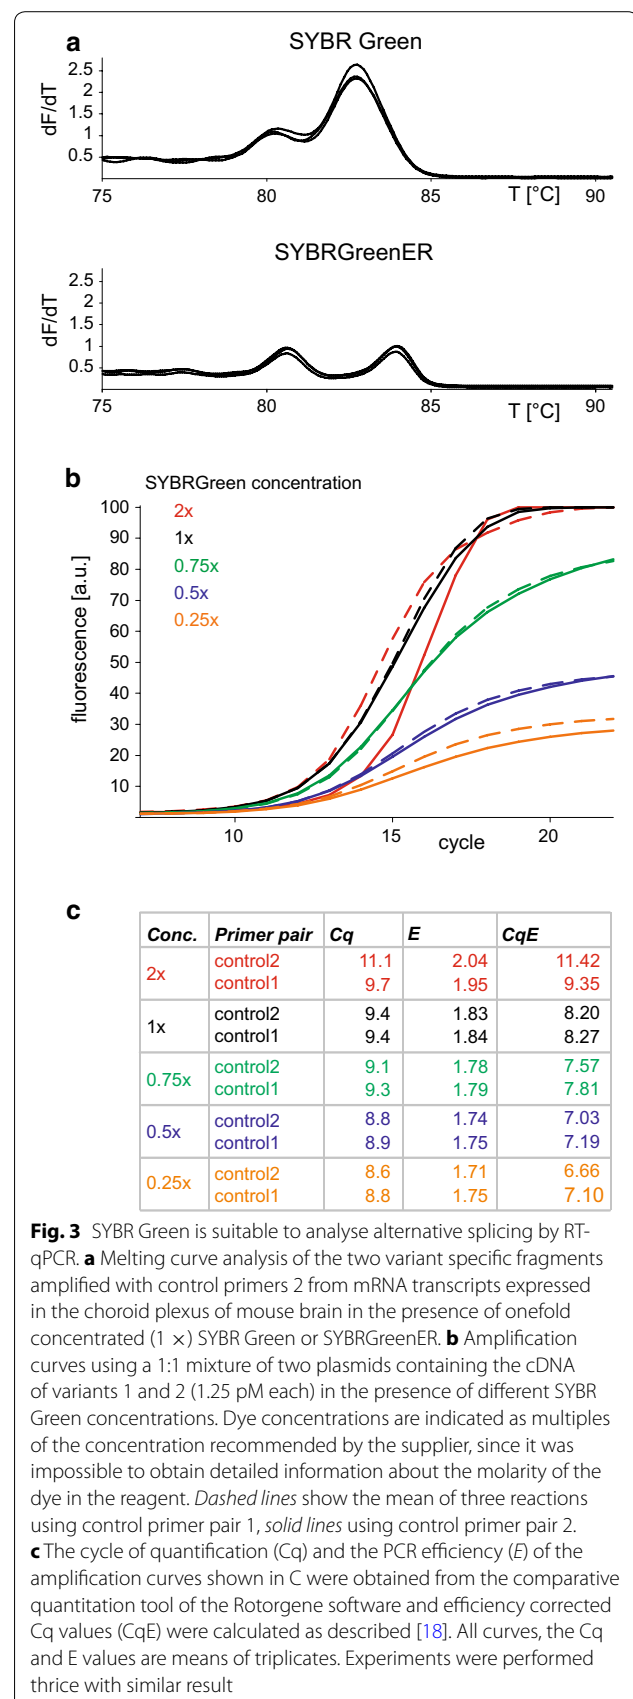 a
SYBR Green
dF/dT
2.5
2
1.5
1
0.5
75
80
85
T [°C]
90
SYBRGreenER
dF/dT
2.5
2
1.5
1
0.5
75
80
85
T [°C]
90
b
SYBRGreen concentration
2x
1x
0.75x
0.5x
0.25x
fluorescence [a.u.]
100
90
80
70
60
50
40
30
20
10
10
15
20
cycle
c
Conc. Primer pair Cq E CqE
2x
control2 11.1 2.04 11.42
control1 9.7 1.95 9.35
1x
control2 9.4 1.83 8.20
control1 9.4 1.84 8.27
0.75x
control2 9.1 1.78 7.57
control1 9.3 1.79 7.81
0.5x
control2 8.8 1.74 7.03
control1 8.9 1.75 7.19
0.25x
control2 8.6 1.71 6.66
control1 8.8 1.75 7.10
Fig. 3 SYBR Green is suitable to analyse alternative splicing by RT-
qPCR. a Melting curve analysis of the two variant specific fragments
amplified with control primers 2 from mRNA transcripts expressed
in the choroid plexus of mouse brain in the presence of onefold
concentrated (1 ×) SYBR Green or SYBRGreenER. b Amplification
curves using a 1:1 mixture of two plasmids containing the cDNA
of variants 1 and 2 (1.25 pM each) in the presence of different SYBR
Green concentrations. Dye concentrations are indicated as multiples
of the concentration recommended by the supplier, since it was
impossible to obtain detailed information about the molarity of the
dye in the reagent. Dashed lines show the mean of three reactions
using control primer pair 1, solid lines using control primer pair 2.
c The cycle of quantification (Cq) and the PCR efficiency (E) of the
amplification curves shown in C were obtained from the comparative
quantitation tool of the Rotorgene software and efficiency corrected
Cq values (CqE) were calculated as described [18]. All curves, the Cq
and E values are means of triplicates. Experiments were performed
thrice with similar result